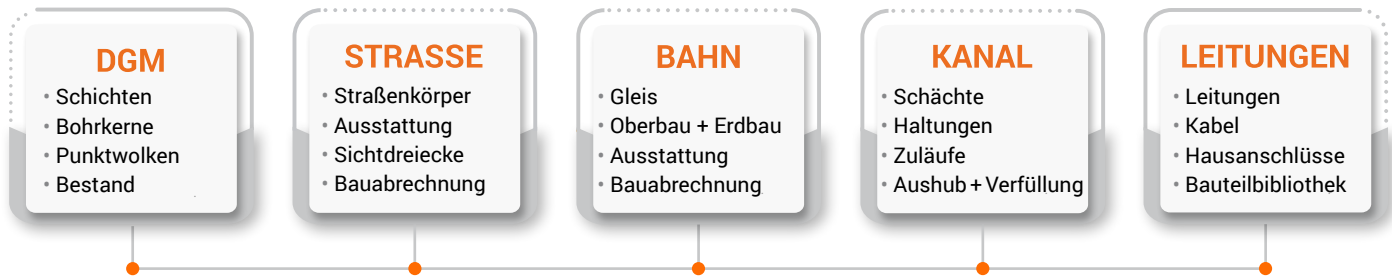 DGM
• Schichten
• Bohrkerne
• Punktwolken
• Bestand
STRASSE
• Straßenkörper
• Ausstattung
• Sichtdreiecke
• Bauabrechnung
BAHN
• Gleis
• Oberbau + Erdbau
• Ausstattung
• Bauabrechnung
KANAL
• Schächte
• Haltungen
• Zuläufe
• Aushub + Verfüllung
LEITUNGEN
• Leitungen
• Kabel
• Hausanschlüsse
• Bauteilbibliothek